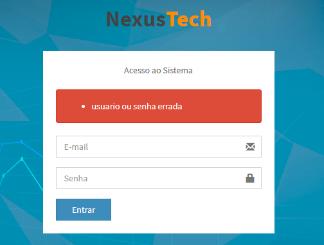 NexusTech
Acesso ao Sistema
usuario ou senha errada
E-mail
Senha
Entrar